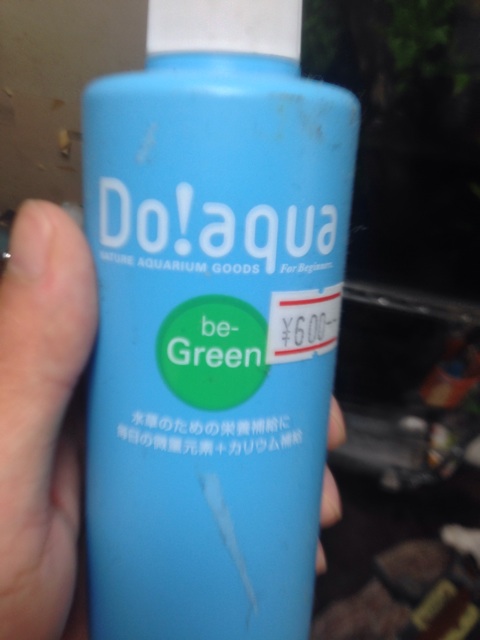 Do!aqua
NATURE AQUARIUM GOODS For Beginners.
be-
Green
¥600-
水草のための栄養補給に
毎日の微量元素+カリウム補給